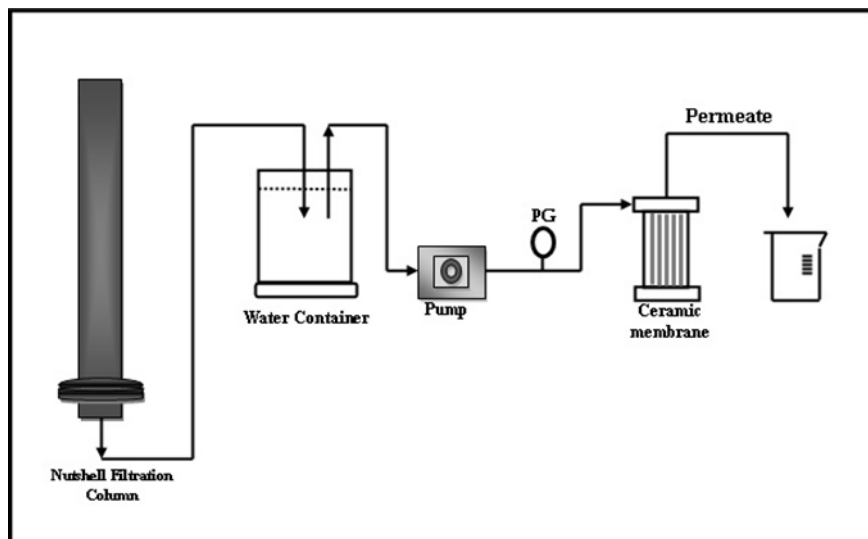 Permeate
PG
Water Container
Pump
Ceramic
membrane
Nutshell Filtration
Column